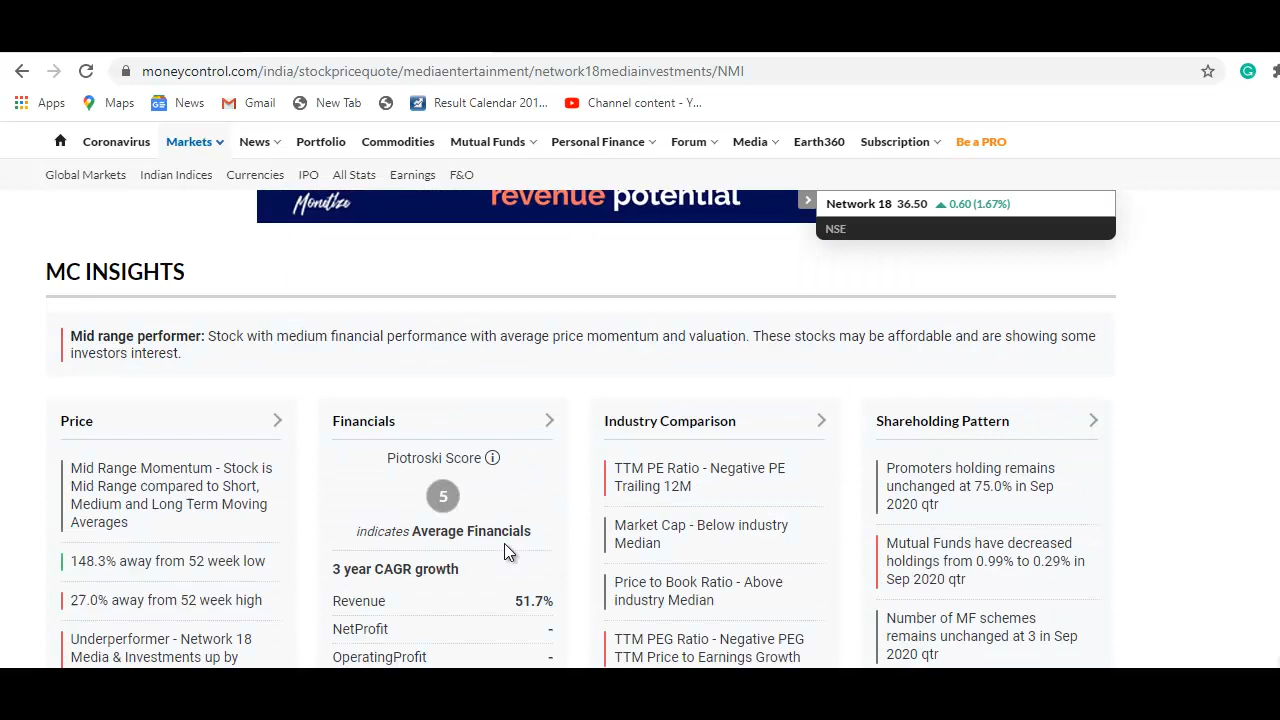 moneycontrol.com/india/stockpricequote/mediaentertainment/network18mediainvestments/NMI
Apps Maps News Gmail New Tab Result Calendar 201... Channel content - Y...
Coronavirus Markets News Portfolio Commodities Mutual Funds Personal Finance Forum Media Earth360 Subscription Be a PRO
Global Markets Indian Indices Currencies IPO All Stats Earnings F&O
Monetize revenue potential
Network 18 36.50 0.60 (1.67%)
NSE
MC INSIGHTS
Mid range performer: Stock with medium financial performance with average price momentum and valuation. These stocks may be affordable and are showing some
investors interest.
Price
Mid Range Momentum - Stock is
Mid Range compared to Short,
Medium and Long Term Moving
Averages
148.3% away from 52 week low
27.0% away from 52 week high
Underperformer - Network 18
Media & Investments up by
Financials
Piotroski Score
5
indicates Average Financials
3 year CAGR growth
Revenue 51.7%
NetProfit -
OperatingProfit -
Industry Comparison
TTM PE Ratio - Negative PE
Trailing 12M
Market Cap - Below industry
Median
Price to Book Ratio - Above
industry Median
TTM PEG Ratio - Negative PEG
TTM Price to Earnings Growth
Shareholding Pattern
Promoters holding remains
unchanged at 75.0% in Sep
2020 qtr
Mutual Funds have decreased
holdings from 0.99% to 0.29% in
Sep 2020 qtr
Number of MF schemes
remains unchanged at 3 in Sep
2020 qtr